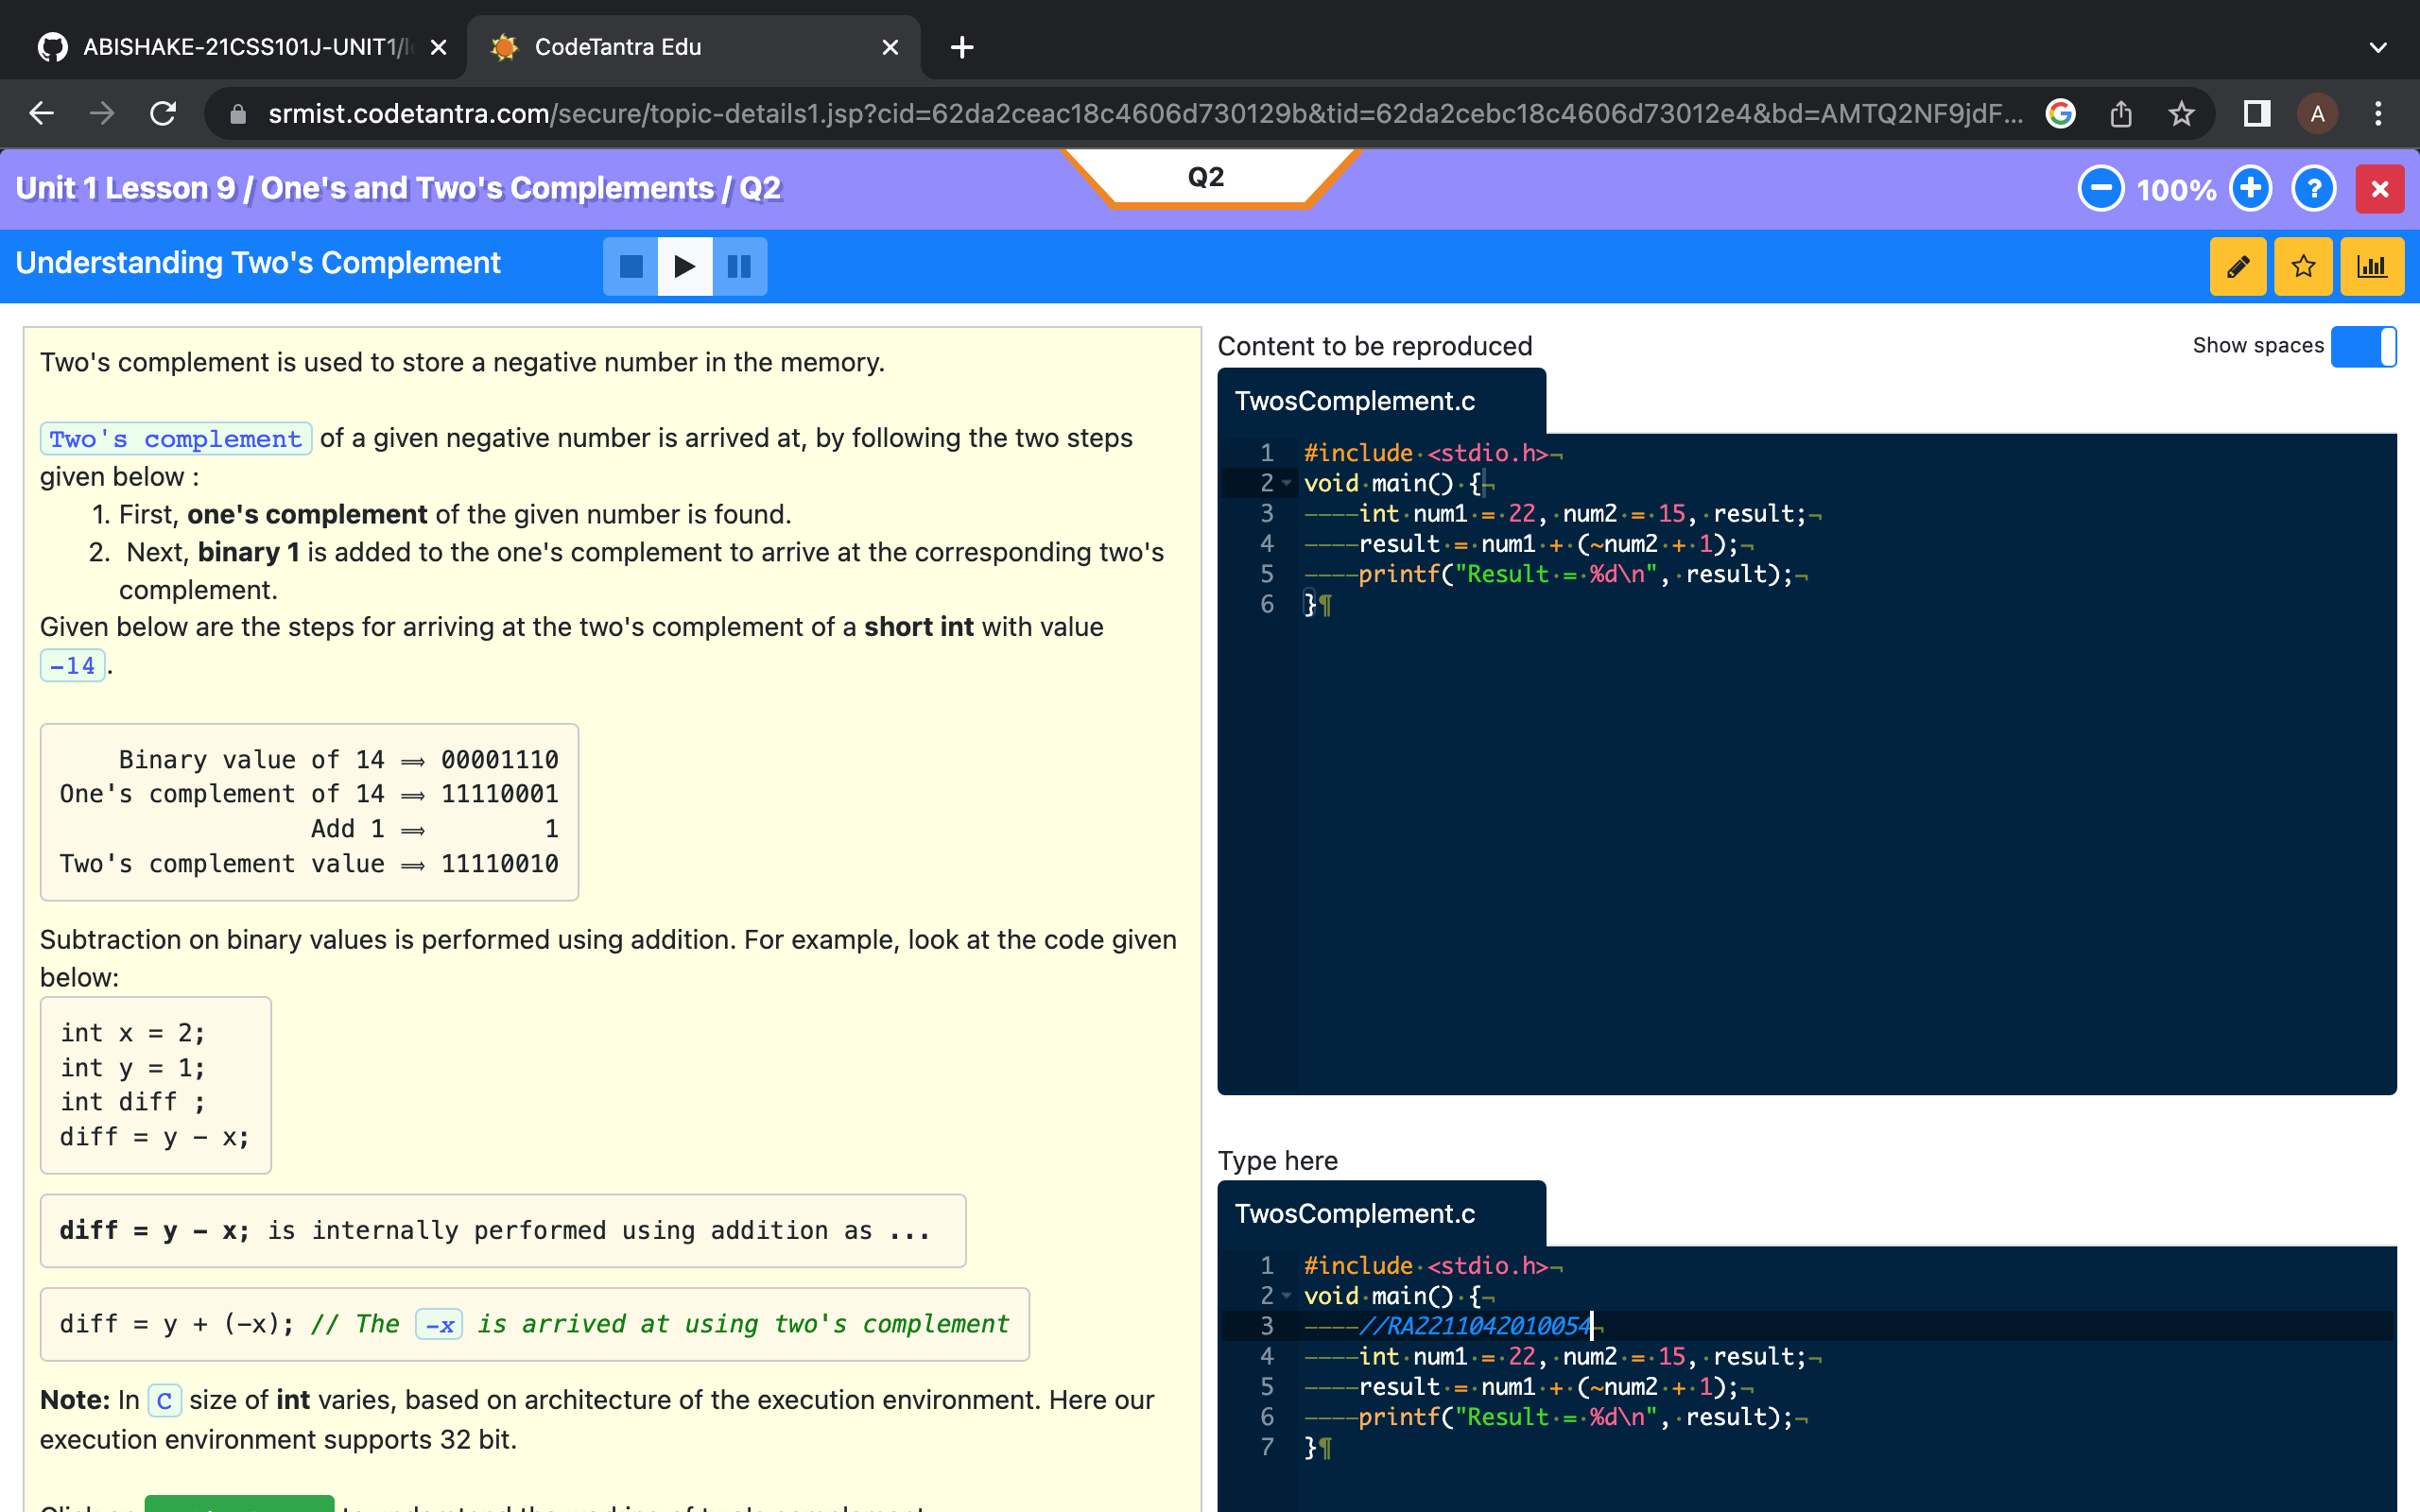 ABISHAKE-21CSS101J-UNIT1/l
CodeTantra Edu
srmist.codetantra.com/secure/topic-details1.jsp?cid=62da2ceac18c4606d730129b&tid=62da2cebc18c4606d73012e4&bd=AMTQ2NF9jdF...
A
Unit 1 Lesson 9 / One's and Two's Complements / Q2
Q2
100%
Understanding Two's Complement
Two's complement is used to store a negative number in the memory.
Two's complement of a given negative number is arrived at, by following the two steps
given below :
1. First, one's complement of the given number is found.
2. Next, binary 1 is added to the one's complement to arrive at the corresponding two's
complement.
Given below are the steps for arriving at the two's complement of a short int with value
-14.
Binary value of 14 ⟹ 00001110
One's complement of 14 ⟹ 11110001
Add 1 ⟹ 1
Two's complement value ⟹ 11110010
Subtraction on binary values is performed using addition. For example, look at the code given
below:
int x = 2;
int y = 1;
int diff ;
diff = y - x;
diff = y - x; is internally performed using addition as ...
diff = y + (-x); // The -x is arrived at using two's complement
Note: In C size of int varies, based on architecture of the execution environment. Here our
execution environment supports 32 bit.
Content to be reproduced
Show spaces
TwosComplement.c
1 #include·<stdio.h>¬
2 void·main()·{¬
3 ————int·num1·=·22,·num2·=·15,·result;¬
4 ————result·=·num1·+·(~num2·+·1);¬
5 ————printf("Result·=·%d\n",·result);¬
6 }¶
Type here
TwosComplement.c
1 #include·<stdio.h>¬
2 void·main()·{¬
3 ————//RA2211042010054¬
4 ————int·num1·=·22,·num2·=·15,·result;¬
5 ————result·=·num1·+·(~num2·+·1);¬
6 ————printf("Result·=·%d\n",·result);¬
7 }¶